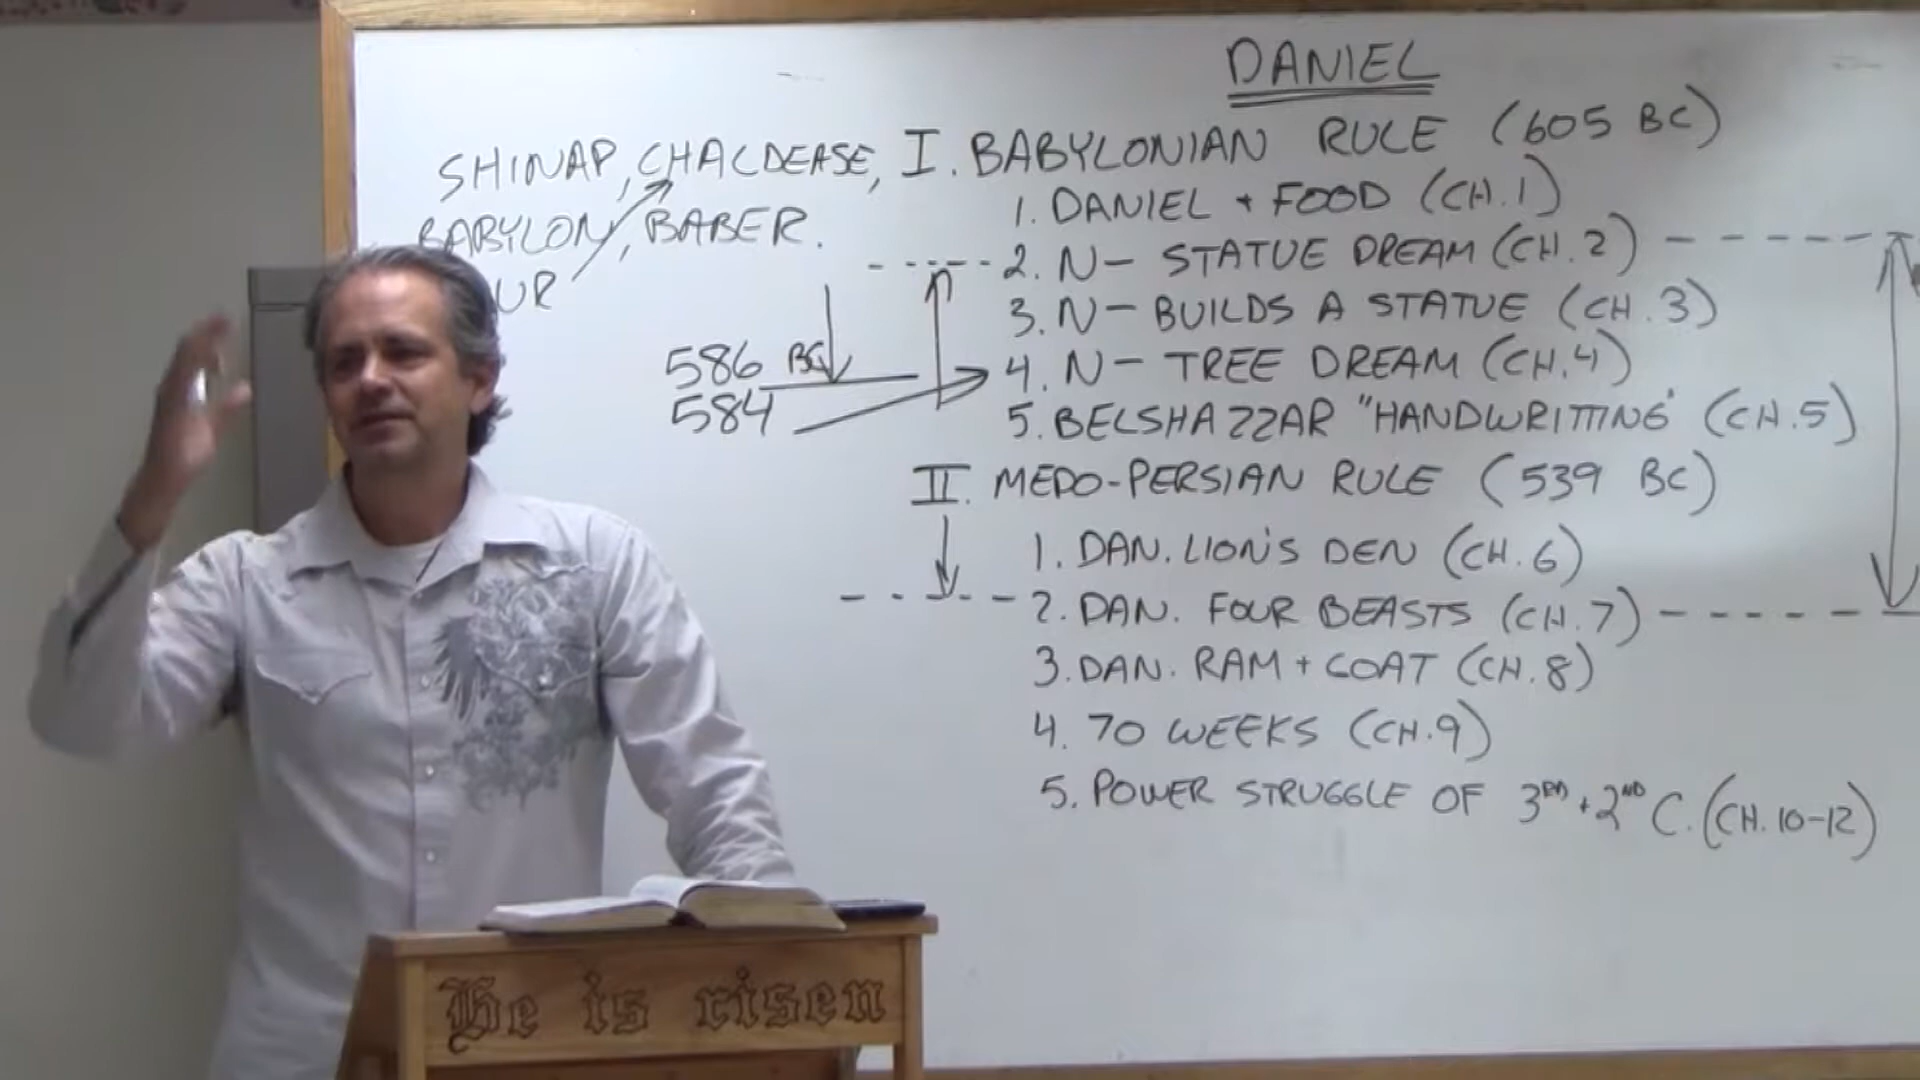 DANIEL
SHINAP, CHALDEASE,
BABYLON, BABER.
UR
586 BC
584
I. BABYLONIAN RULE (605 BC)
1. DANIEL + FOOD (CH. 1)
2. N- STATUE DREAM (CH. 2)
3. N- BUILDS A STATUE (CH. 3)
4. N- TREE DREAM (CH. 4)
5. BELSHAZZAR "HANDWRITTING" (CH. 5)
II. MEDO-PERSIAN RULE (539 BC)
1. DAN. LION'S DEN (CH. 6)
2. DAN. FOUR BEASTS (CH. 7)
3. DAN. RAM + GOAT (CH. 8)
4. 70 WEEKS (CH. 9)
5. POWER STRUGGLE OF 3RD + 2ND C. (CH. 10-12)
He is risen